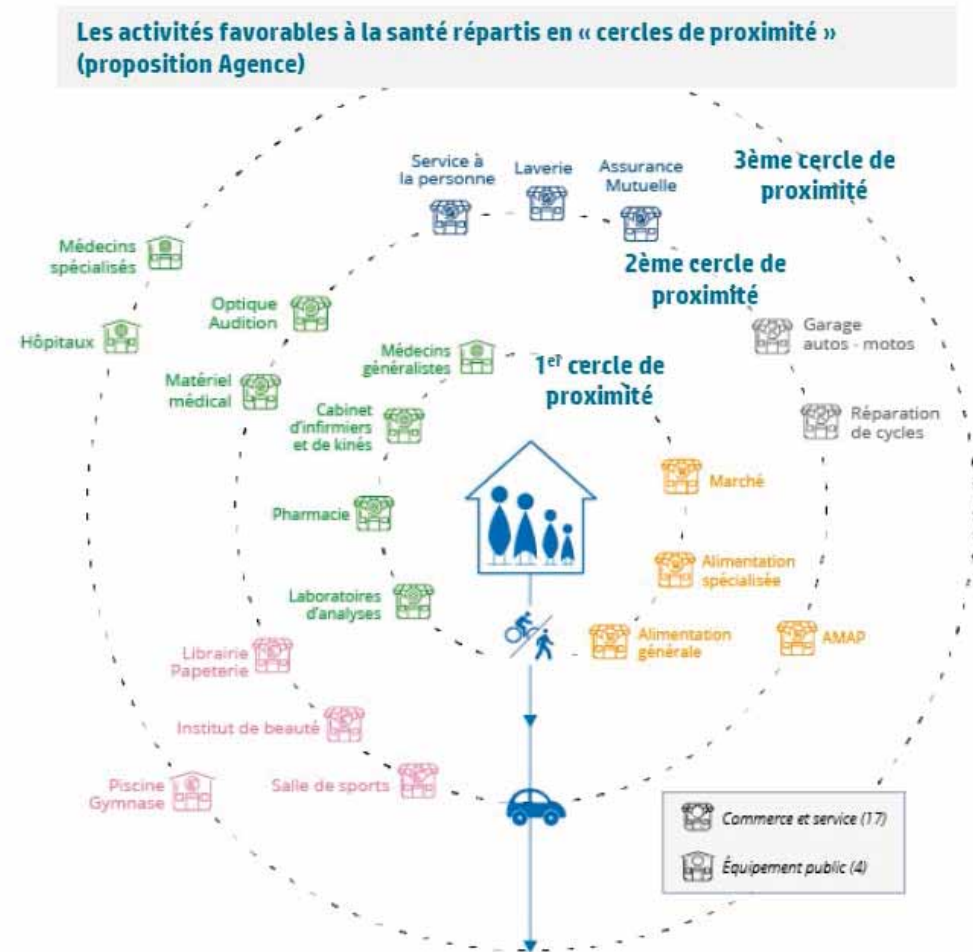 Les activités favorables à la santé répartis en « cercles de proximité »
(proposition Agence)
3ème cercle de
proximité
Service à
la personne
Laverie
Assurance
Mutuelle
2ème cercle de
proximité
Médecins
spécialisés
Hôpitaux
Optique
Audition
Matériel
médical
Médecins
généralistes
1er cercle de
proximité
Garage
autos - motos
Réparation
de cycles
Cabinet
d'infirmiers
et de kinés
Pharmacie
Laboratoires
d'analyses
Marché
Alimentation
spécialisée
Alimentation
générale
AMAP
Librairie
Papeterie
Institut de beauté
Salle de sports
Piscine
Gymnase
Commerce et service (17)
Équipement public (4)